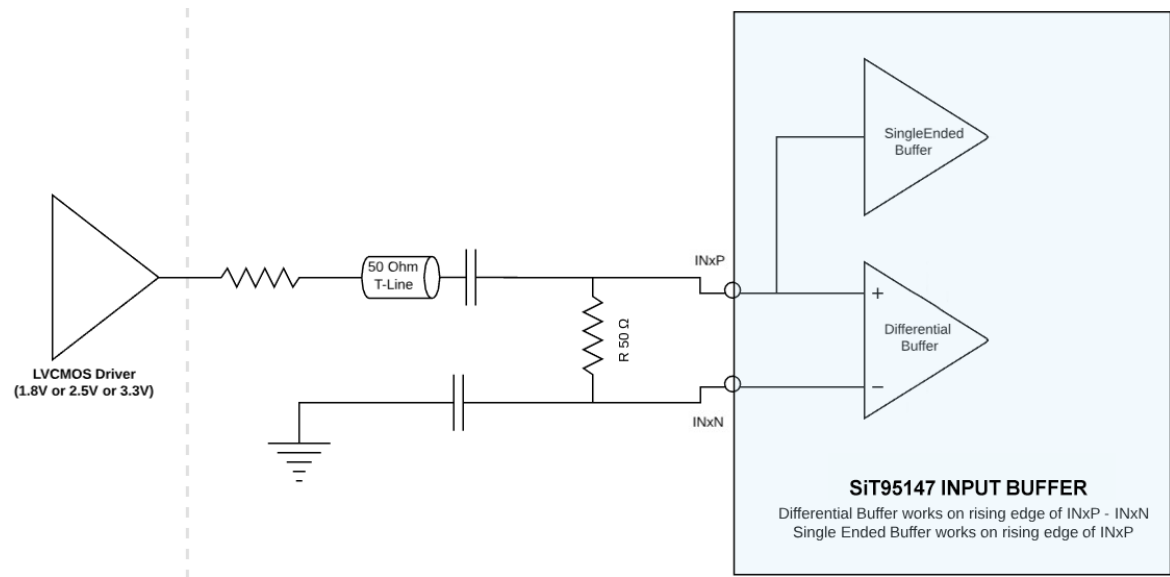 SingleEnded
Buffer
INxP
50 Ohm
T-Line
R 50 Ω
Differential
Buffer
+
−
LVCMOS Driver
(1.8V or 2.5V or 3.3V)
INxN
SiT95147 INPUT BUFFER
Differential Buffer works on rising edge of INxP - INxN
Single Ended Buffer works on rising edge of INxP